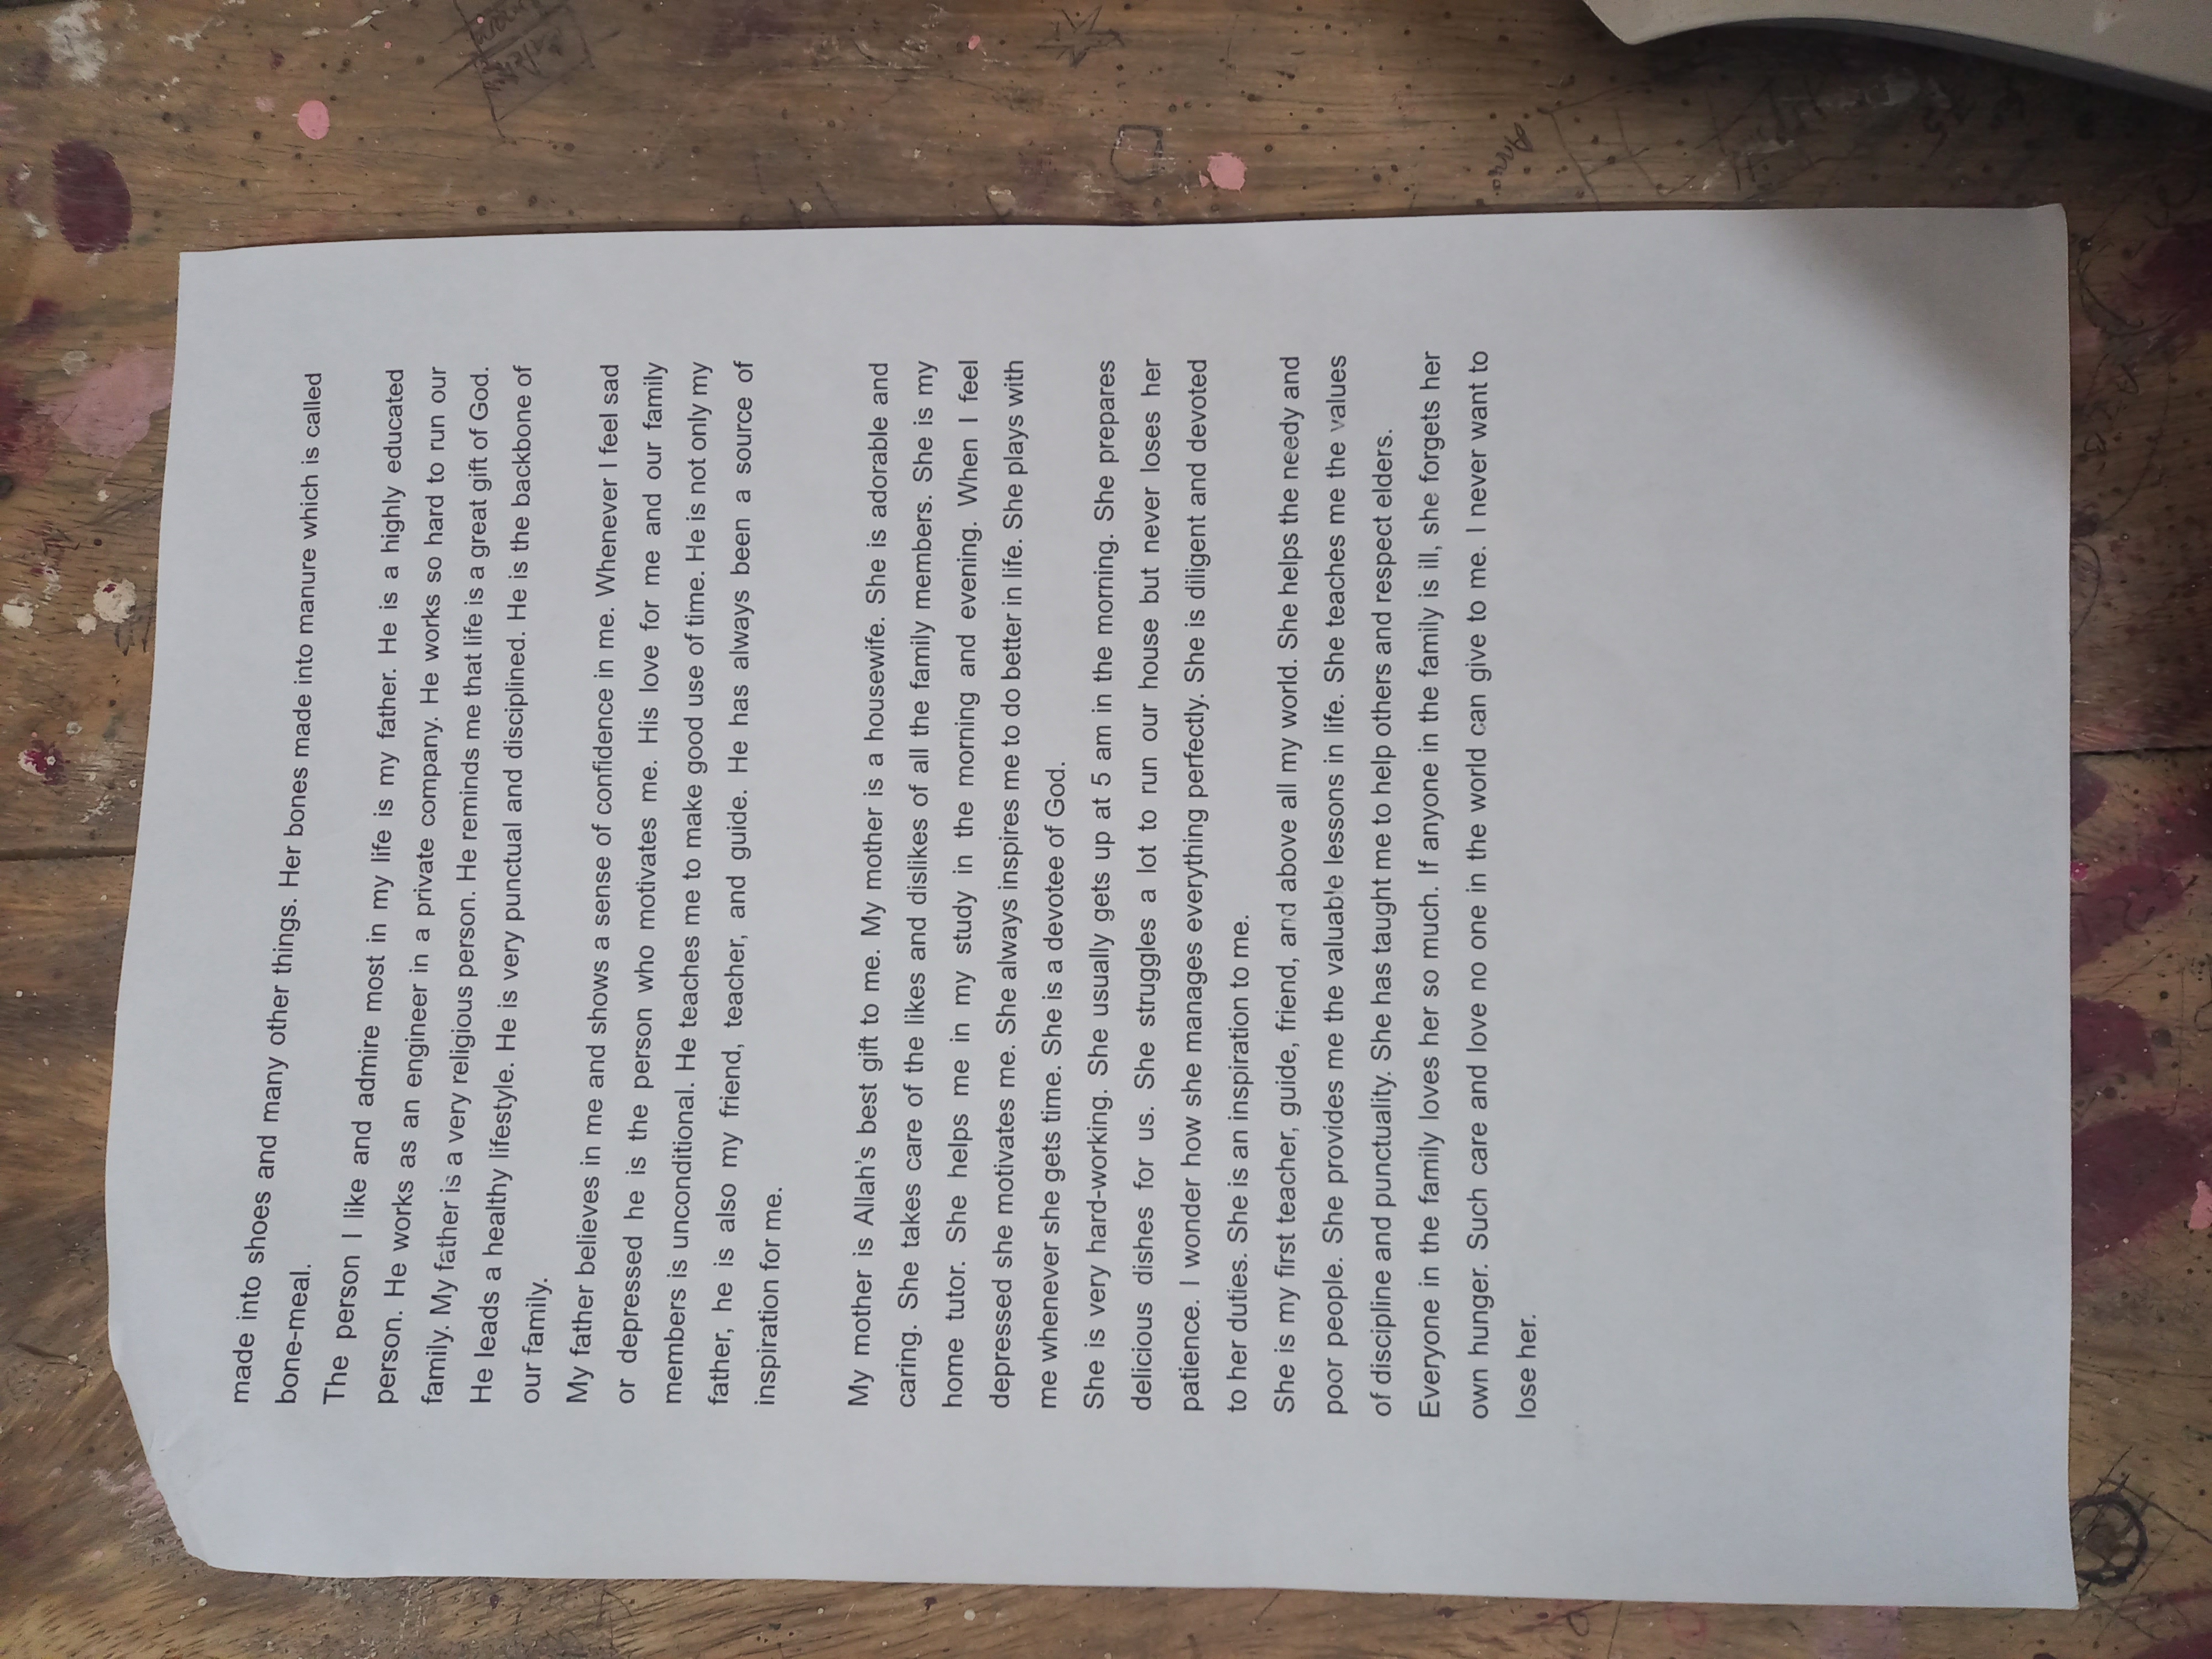 made into shoes and many other things. Her bones made into manure which is called
bone-meal.
The person I like and admire most in my life is my father. He is a highly educated
person. He works as an engineer in a private company. He works so hard to run our
family. My father is a very religious person. He reminds me that life is a great gift of God.
He leads a healthy lifestyle. He is very punctual and disciplined. He is the backbone of
our family.
My father believes in me and shows a sense of confidence in me. Whenever I feel sad
or depressed he is the person who motivates me. His love for me and our family
members is unconditional. He teaches me to make good use of time. He is not only my
father, he is also my friend, teacher, and guide. He has always been a source of
inspiration for me.
My mother is Allah's best gift to me. My mother is a housewife. She is adorable and
caring. She takes care of the likes and dislikes of all the family members. She is my
home tutor. She helps me in my study in the morning and evening. When I feel
depressed she motivates me. She always inspires me to do better in life. She plays with
me whenever she gets time. She is a devotee of God.
She is very hard-working. She usually gets up at 5 am in the morning. She prepares
delicious dishes for us. She struggles a lot to run our house but never loses her
patience. I wonder how she manages everything perfectly. She is diligent and devoted
to her duties. She is an inspiration to me.
She is my first teacher, guide, friend, and above all my world. She helps the needy and
poor people. She provides me the valuable lessons in life. She teaches me the values
of discipline and punctuality. She has taught me to help others and respect elders.
Everyone in the family loves her so much. If anyone in the family is ill, she forgets her
own hunger. Such care and love no one in the world can give to me. I never want to
lose her.